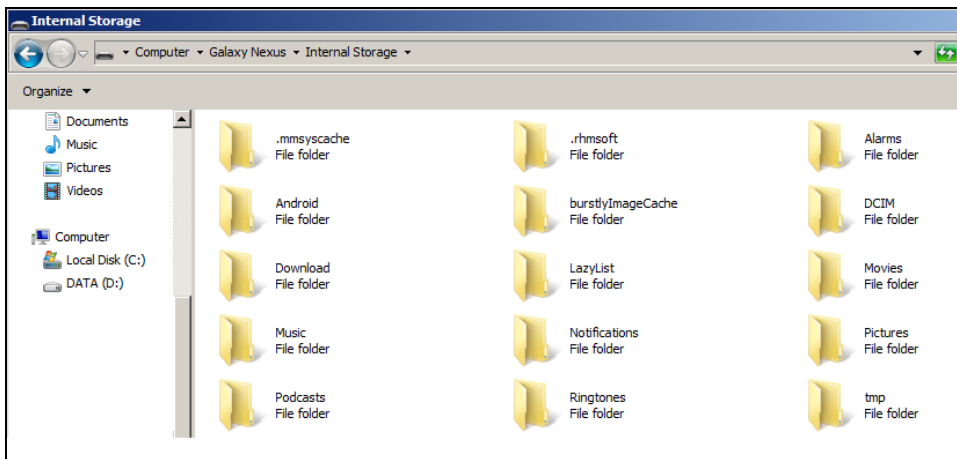 Internal Storage
Computer Galaxy Nexus Internal Storage
Organize
Documents
Music
Pictures
Videos
Computer
Local Disk (C:)
DATA (D:)
.mmsyscache
File folder
.rhmsoft
File folder
Alarms
File folder
Android
File folder
burstlyImageCache
File folder
DCIM
File folder
Download
File folder
LazyList
File folder
Movies
File folder
Music
File folder
Notifications
File folder
Pictures
File folder
Podcasts
File folder
Ringtones
File folder
tmp
File folder